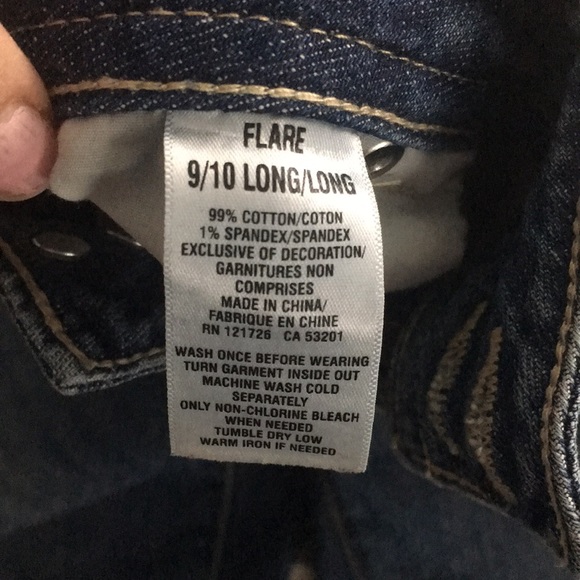 FLARE
9/10 LONG/LONG
99% COTTON/COTON
1% SPANDEX/SPANDEX
EXCLUSIVE OF DECORATION/
GARNITURES NON
COMPRISES
MADE IN CHINA/
FABRIQUE EN CHINE
RN 121726 CA 53201
WASH ONCE BEFORE WEARING
TURN GARMENT INSIDE OUT
MACHINE WASH COLD
SEPARATELY
ONLY NON-CHLORINE BLEACH
WHEN NEEDED
TUMBLE DRY LOW
WARM IRON IF NEEDED